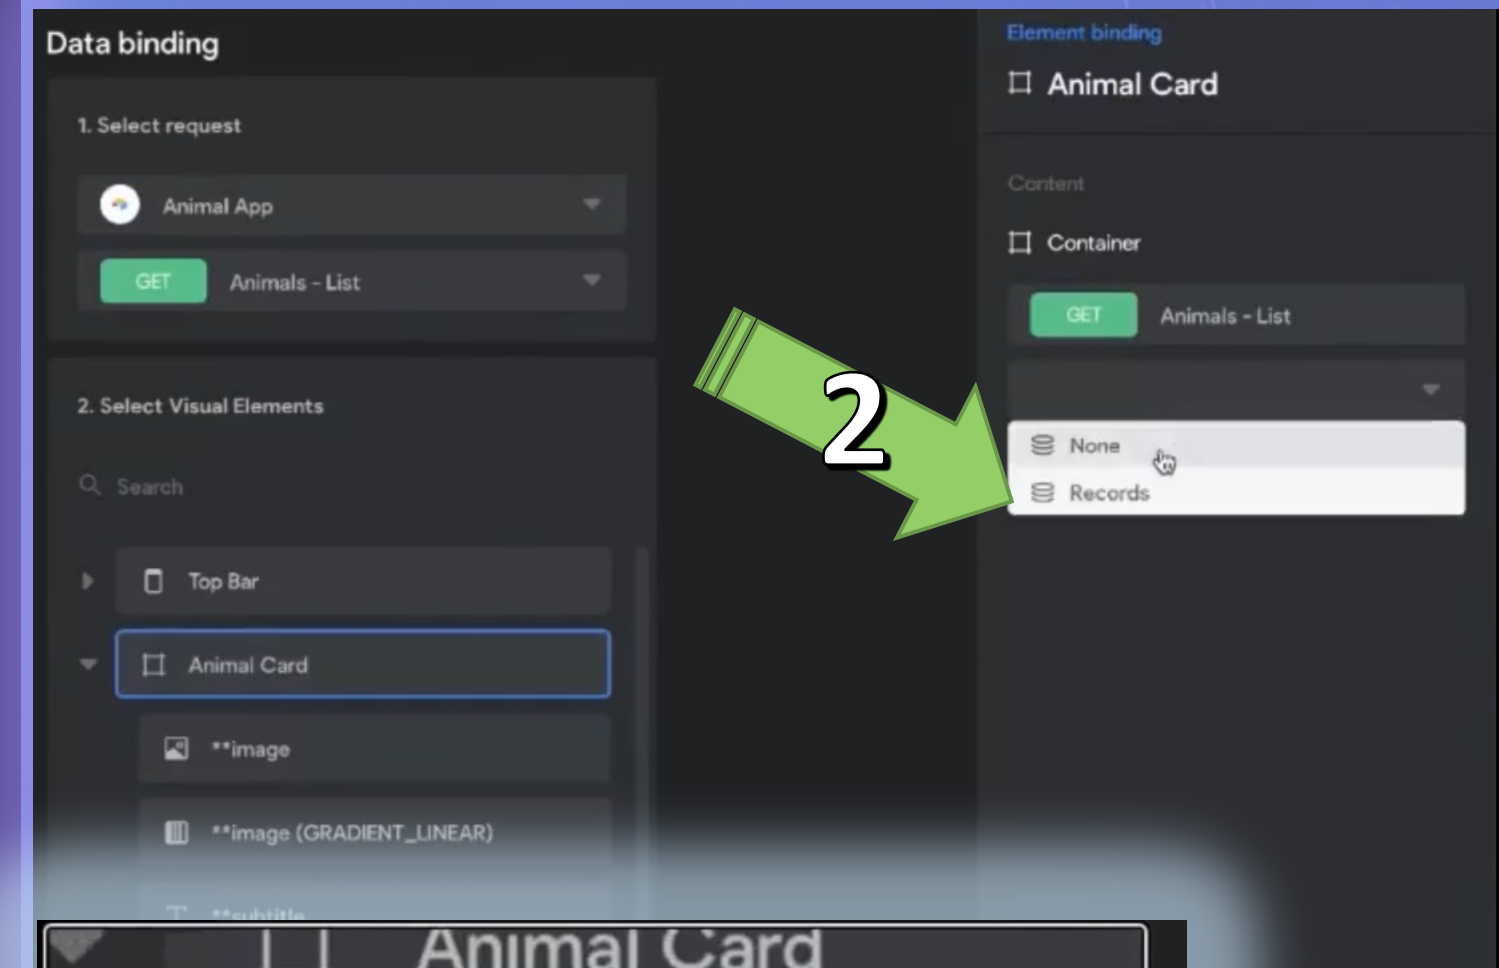 Data binding
1. Select request
Animal App
GET Animals - List
2. Select Visual Elements
Search
Top Bar
Animal Card
**image
**image (GRADIENT_LINEAR)
**subtitle
Animal Card
2
Element binding
Animal Card
Content
Container
GET Animals - List
None
Records